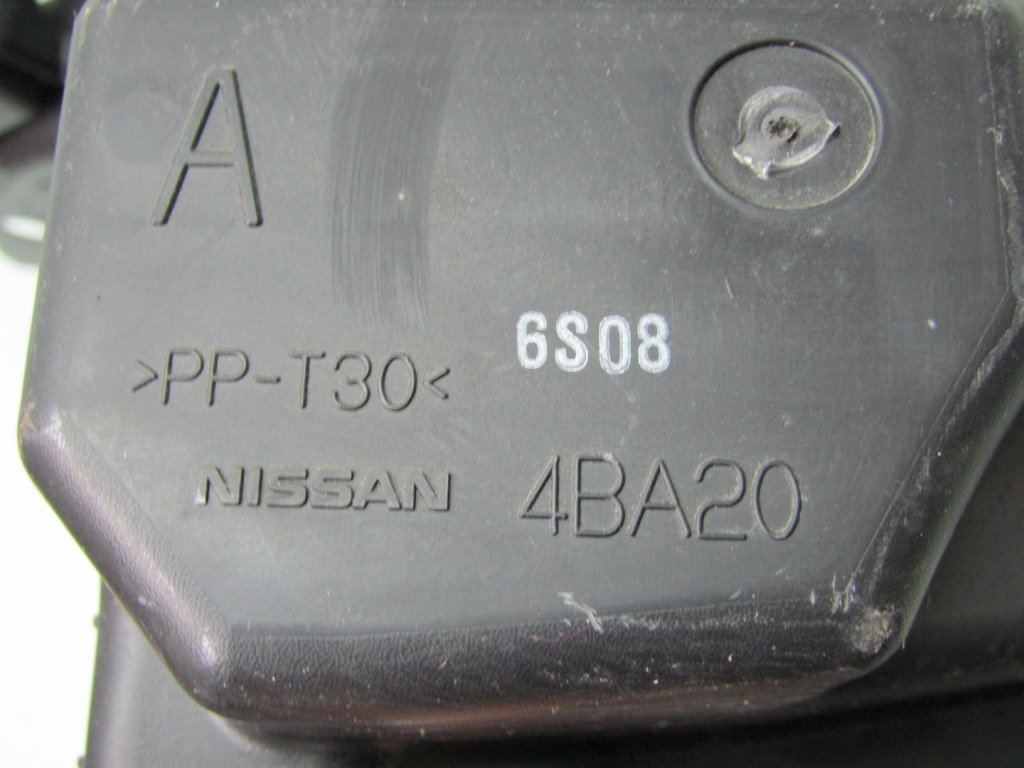 A
6S08
>PP-T30<
NISSAN 4BA20